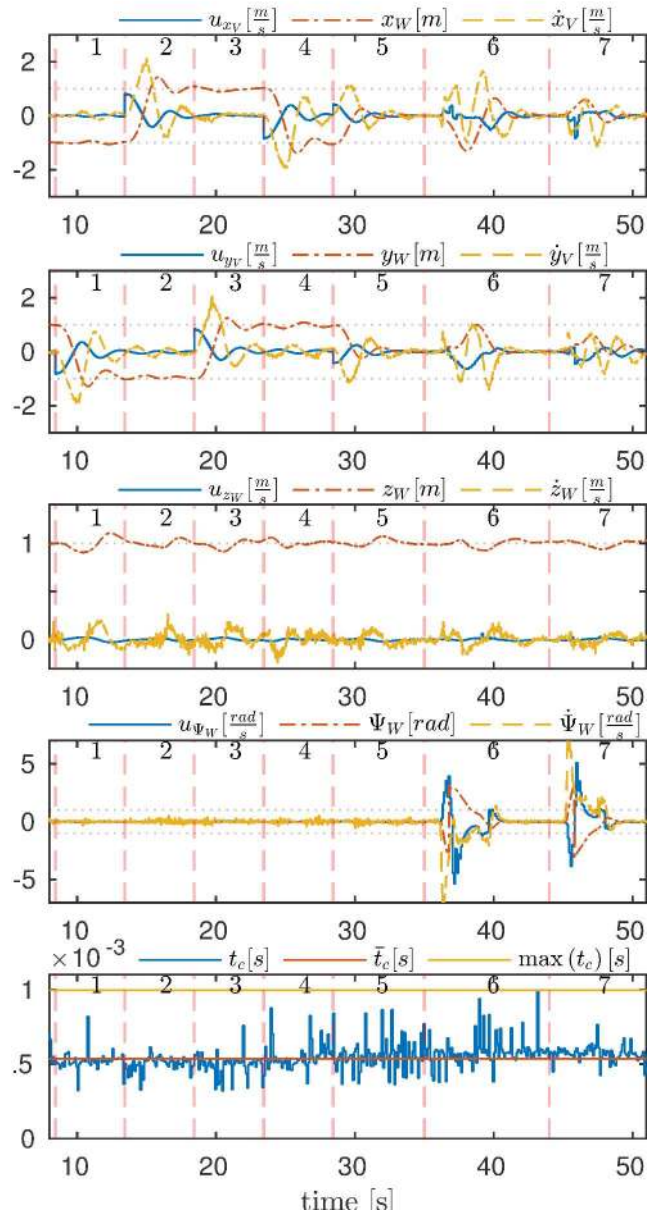 u_{x_V}[m/s] x_W[m] ẋ_V[m/s]
1 2 3 4 5 6 7
2
0
-2
10 20 30 40 50
u_{y_V}[m/s] y_W[m] ẏ_V[m/s]
1 2 3 4 5 6 7
2
0
-2
10 20 30 40 50
u_{z_W}[m/s] z_W[m] ż_W[m/s]
1 2 3 4 5 6 7
1
0
10 20 30 40 50
u_{Ψ_W}[rad/s] Ψ_W[rad] Ψ̇_W[rad/s]
1 2 3 4 5 6 7
5
0
-5
10 20 30 40 50
×10^{-3} t_c[s] t̄_c[s] max (t_c) [s]
1 2 3 4 5 6 7
1
.5
0
10 20 30 40 50
time [s]